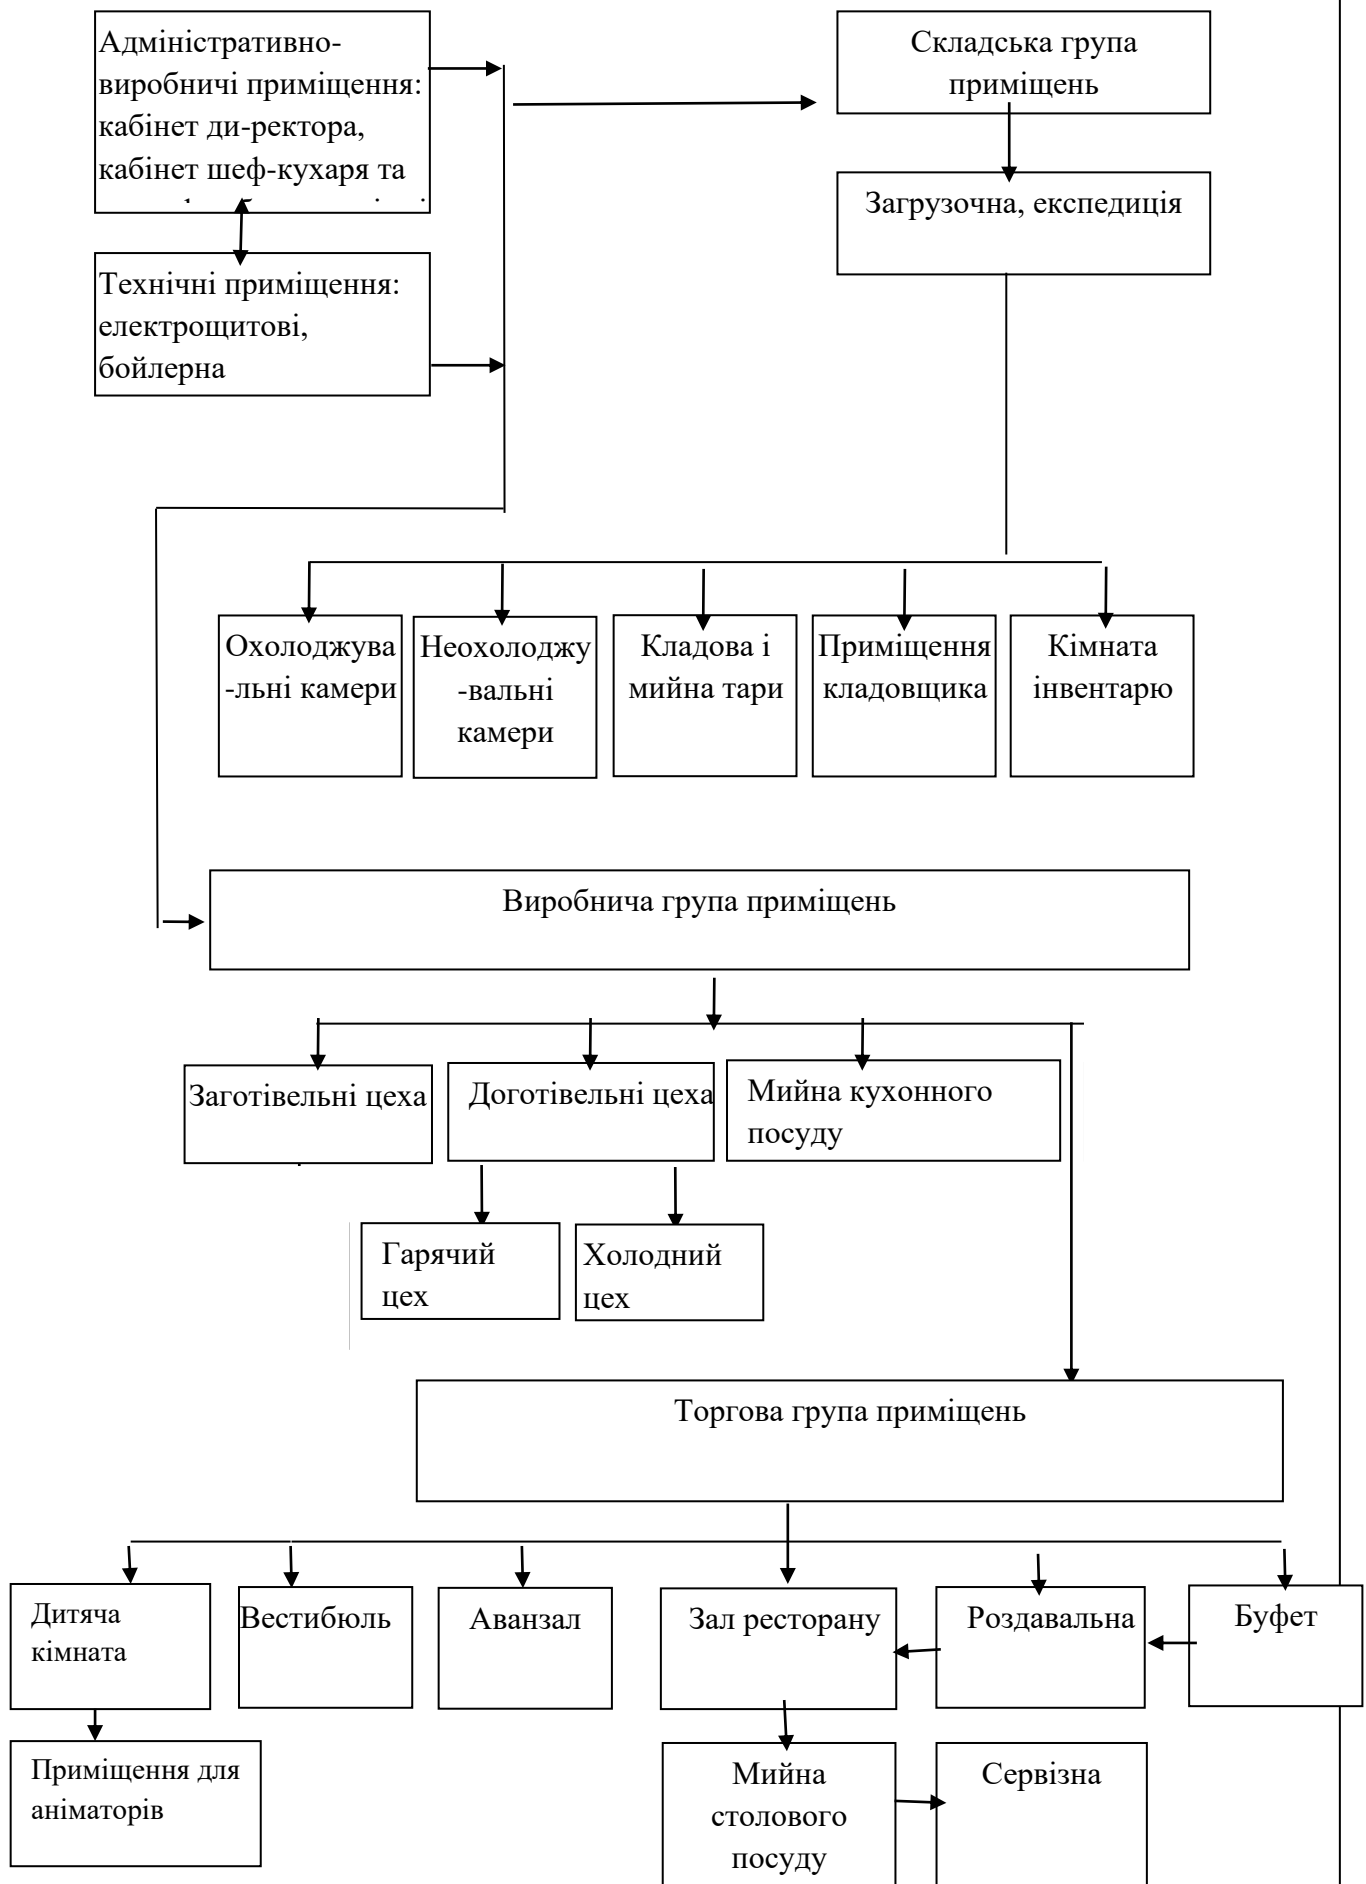 Адміністративно-
виробничі приміщення:
кабінет ди-ректора,
кабінет шеф-кухаря та
Складська група
приміщень
Загрузочна, експедиція
Технічні приміщення:
електрощитові,
бойлерна
Охолоджува
-льні камери
Неохолоджу
-вальні
камери
Кладова і
мийна тари
Приміщення
кладовщика
Кімната
інвентарю
Виробнича група приміщень
Заготівельні цеха
Доготівельні цеха
Мийна кухонного
посуду
Гарячий
цех
Холодний
цех
Торгова група приміщень
Дитяча
кімната
Вестибюль
Аванзал
Зал ресторану
Роздавальна
Буфет
Приміщення для
аніматорів
Мийна
столового
посуду
Сервізна